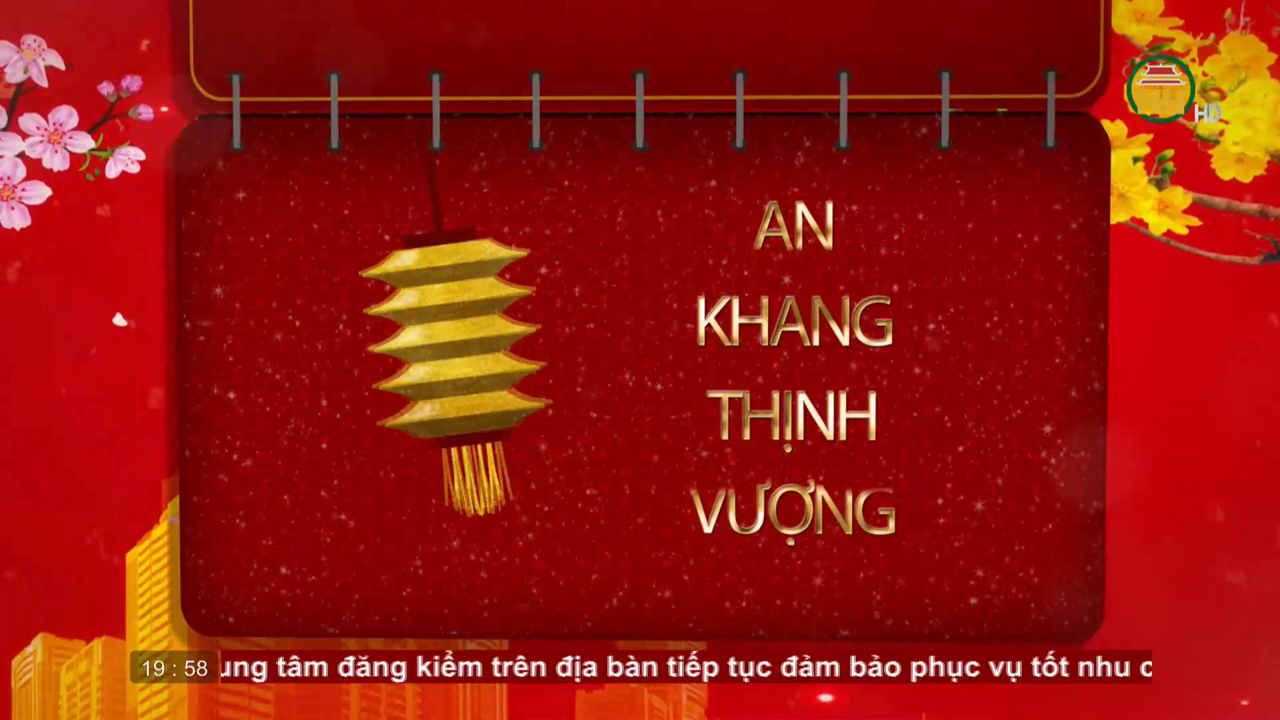 HD
AN
KHANG
THỊNH
VƯỢNG
19 : 58
ung tâm đăng kiểm trên địa bàn tiếp tục đảm bảo phục vụ tốt nhu c